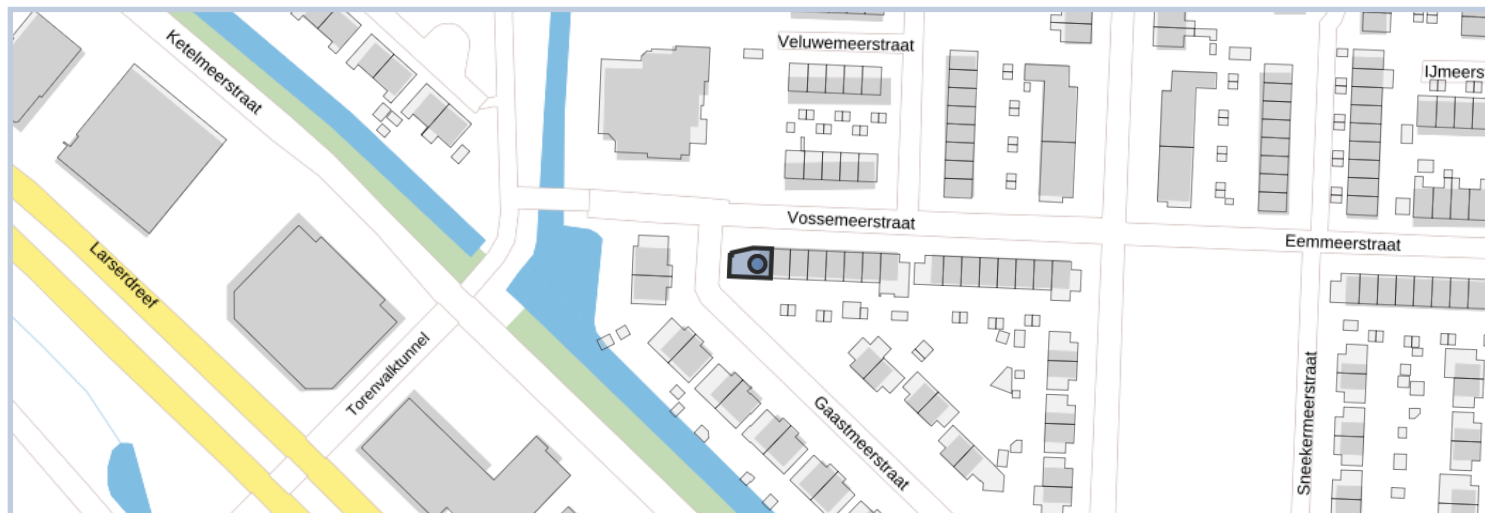 Ketelmeerstraat
Veluwemeerstraat
IJmeers
Vossemeerstraat
Eemmeerstraat
Larserdreef
Torenvalktunnel
Gaastmeerstraat
Sneekermeerstraat